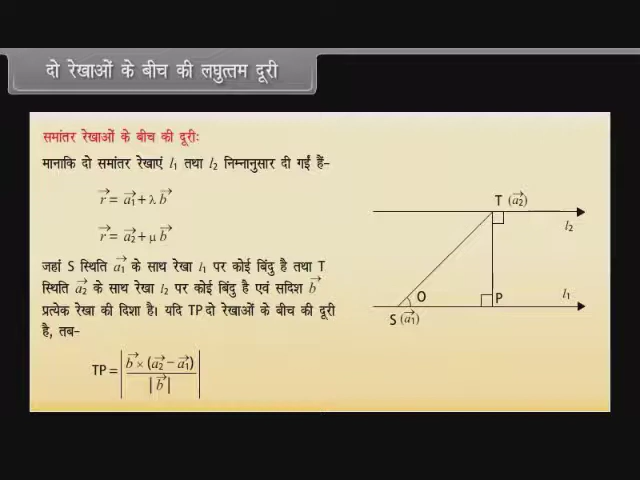 दो रेखाओं के बीच की लघुत्तम दूरी
समांतर रेखाओं के बीच की दूरीः
मानाकि दो समांतर रेखाएं l₁ तथा l₂ निम्नानुसार दी गईं हैं-
r⃗ = a⃗₁ + λ b⃗
r⃗ = a⃗₂ + μ b⃗
जहां S स्थिति a⃗₁ के साथ रेखा l₁ पर कोई बिंदु है तथा T
स्थिति a⃗₂ के साथ रेखा l₂ पर कोई बिंदु है एवं सदिश b⃗
प्रत्येक रेखा की दिशा है। यदि TP दो रेखाओं के बीच की दूरी
है, तब-
TP = | b⃗ × (a⃗₂ − a⃗₁) / |b⃗| |
T (a⃗₂)
l₂
O
P
l₁
S (a⃗₁)